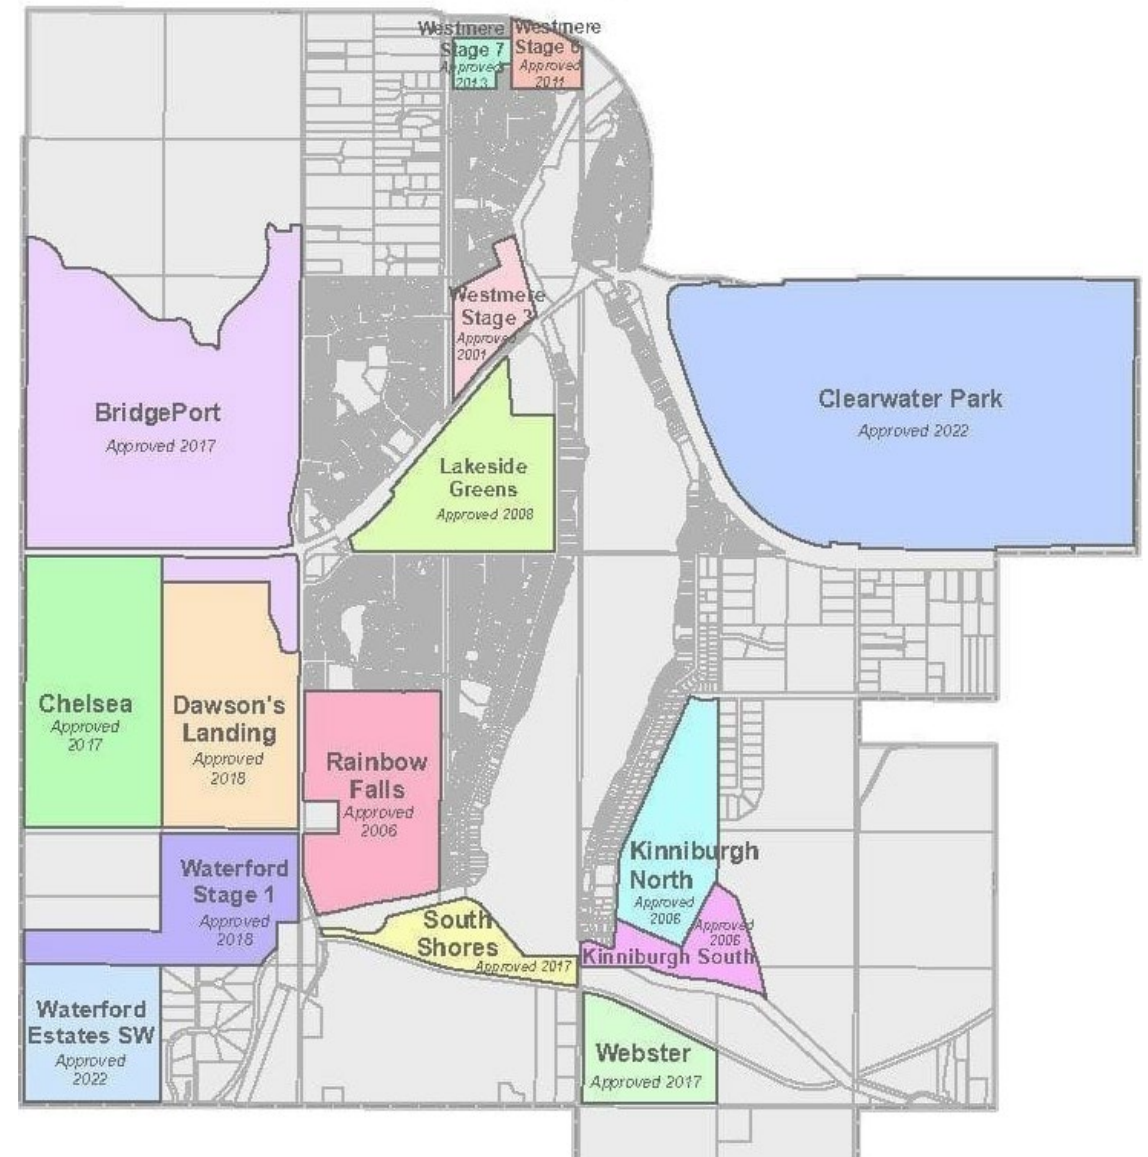 Westmere
Stage 7
Approved
2013
Westmere
Stage 6
Approved
2011
Westmere
Stage 3
Approved
2001
BridgePort
Approved 2017
Clearwater Park
Approved 2022
Lakeside
Greens
Approved 2008
Chelsea
Approved
2017
Dawson's
Landing
Approved
2018
Rainbow
Falls
Approved
2006
Kinniburgh
North
Approved
2006
Waterford
Stage 1
Approved
2018
South
Shores
Approved 2017
Approved
2006
Kinniburgh South
Waterford
Estates SW
Approved
2022
Webster
Approved 2017